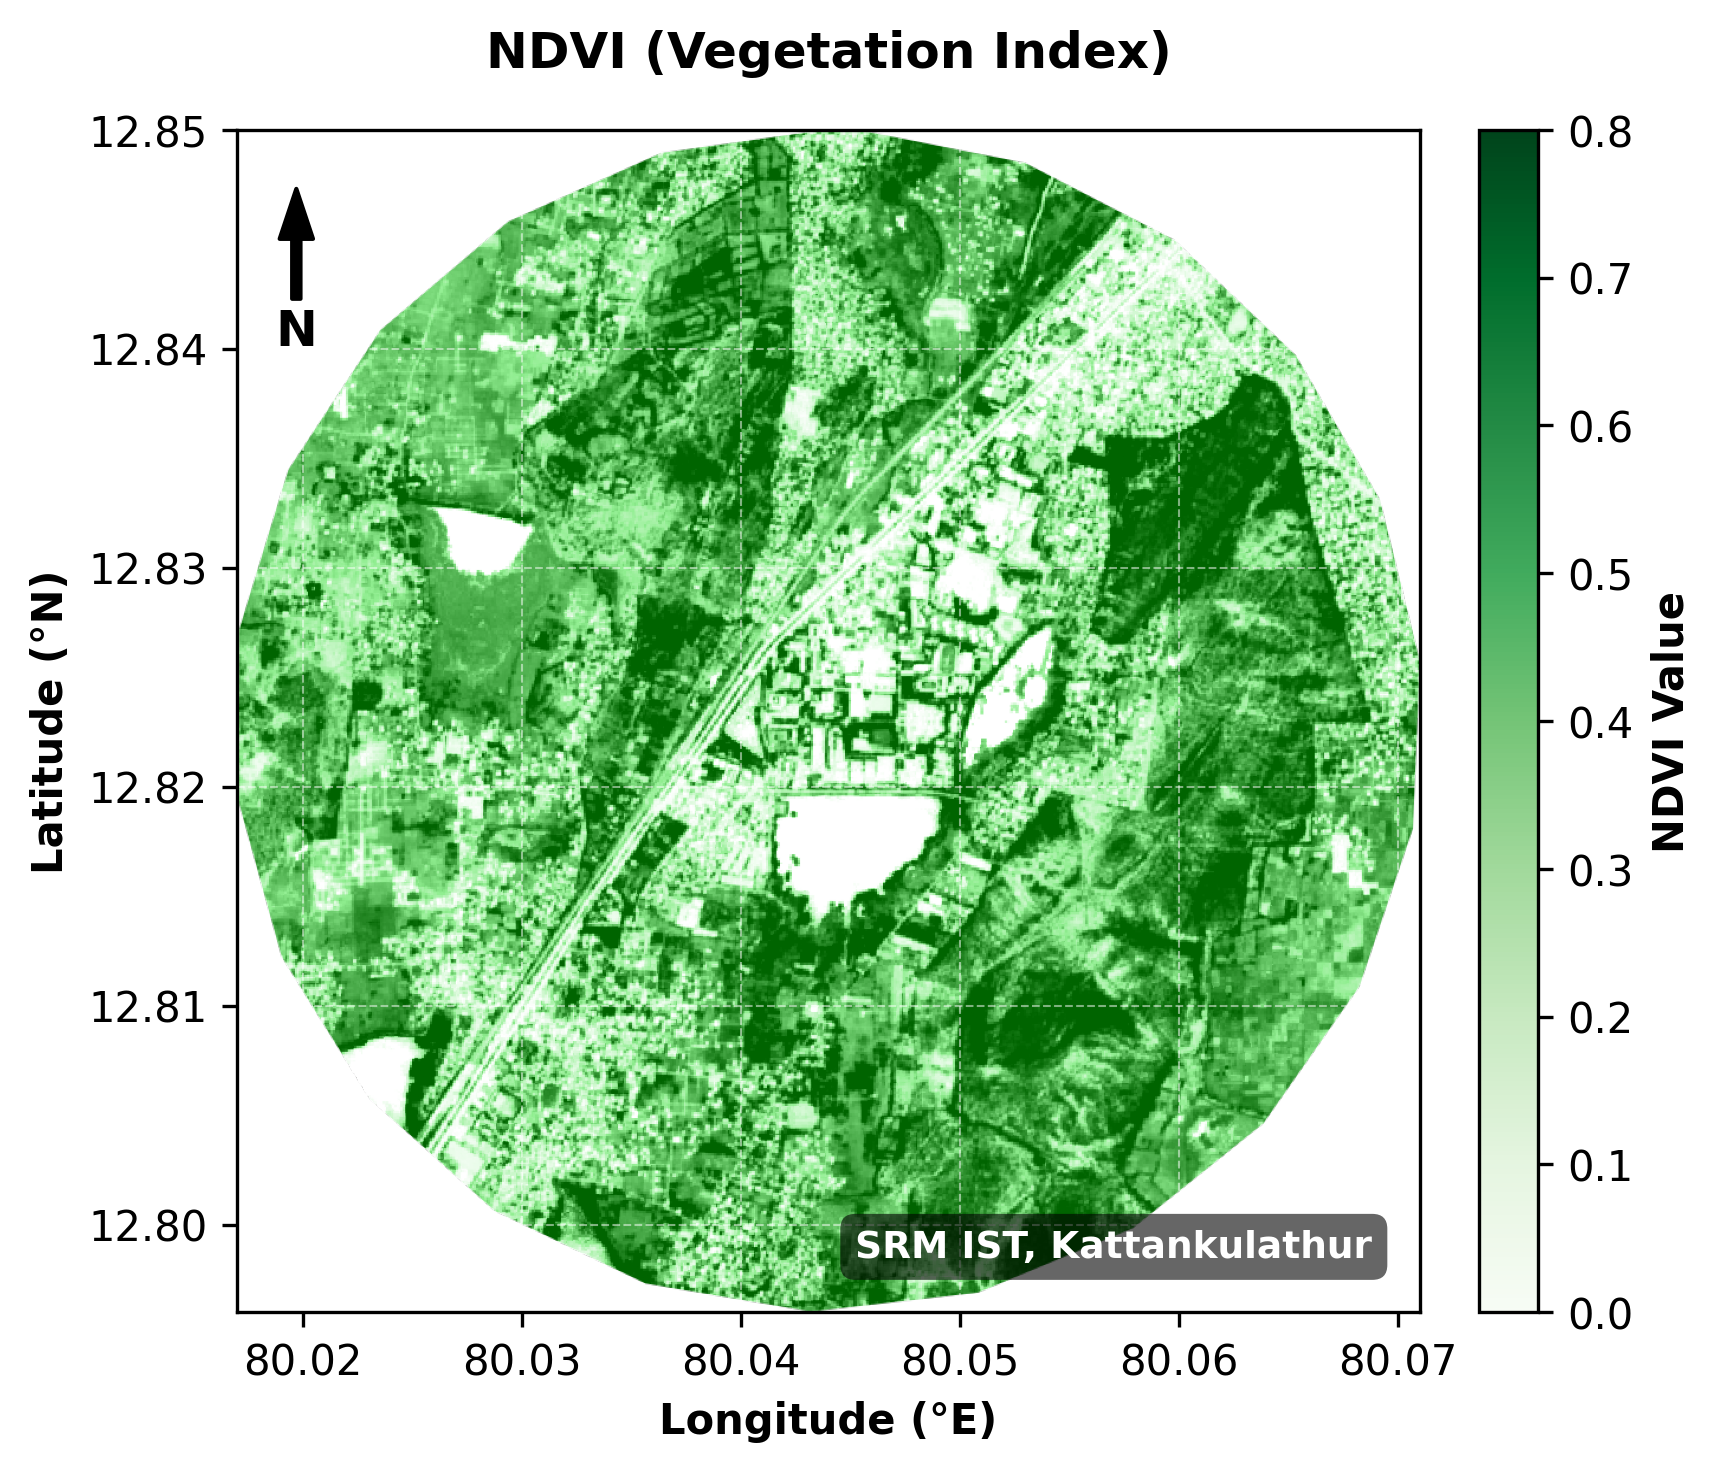 NDVI (Vegetation Index)
12.85
12.84
12.83
12.82
12.81
12.80
Latitude (°N)
N
SRM IST, Kattankulathur
80.02 80.03 80.04 80.05 80.06 80.07
Longitude (°E)
0.8
0.7
0.6
0.5
0.4
0.3
0.2
0.1
0.0
NDVI Value